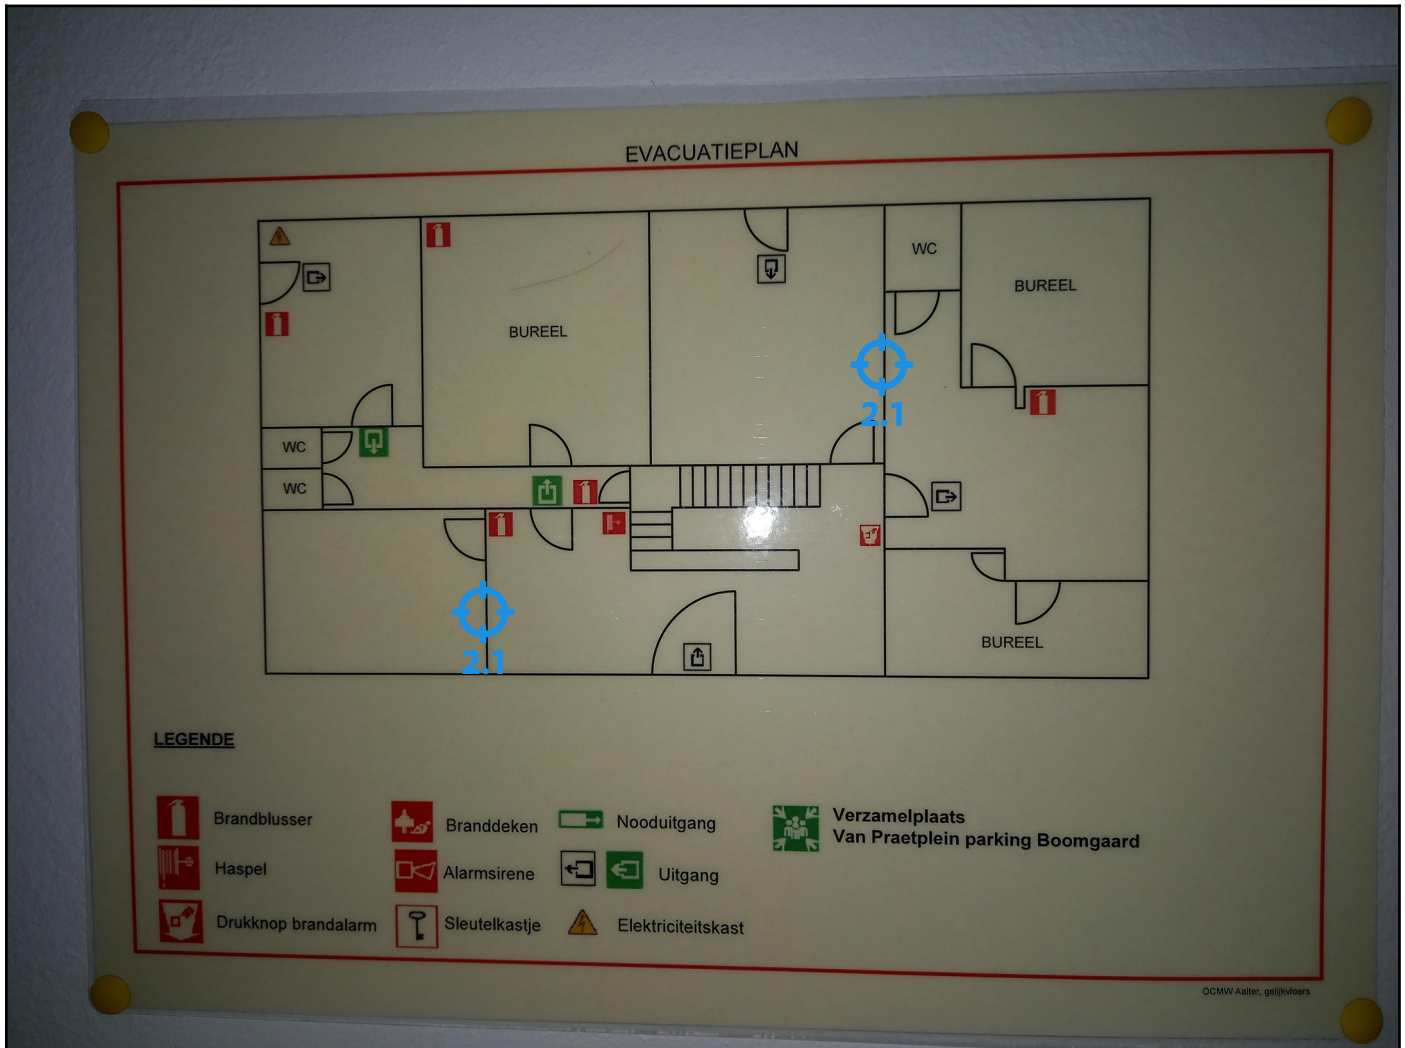 EVACUATIEPLAN
WC
BUREEL
BUREEL
2.1
WC
WC
2.1
BUREEL
LEGENDE
Brandblusser
Haspel
Drukknop brandalarm
Branddeken
Alarmsirene
Sleutelkastje
Nooduitgang
Uitgang
Elektriciteitskast
Verzamelplaats
Van Praetplein parking Boomgaard
OCMW Aalter, gelijkvloers